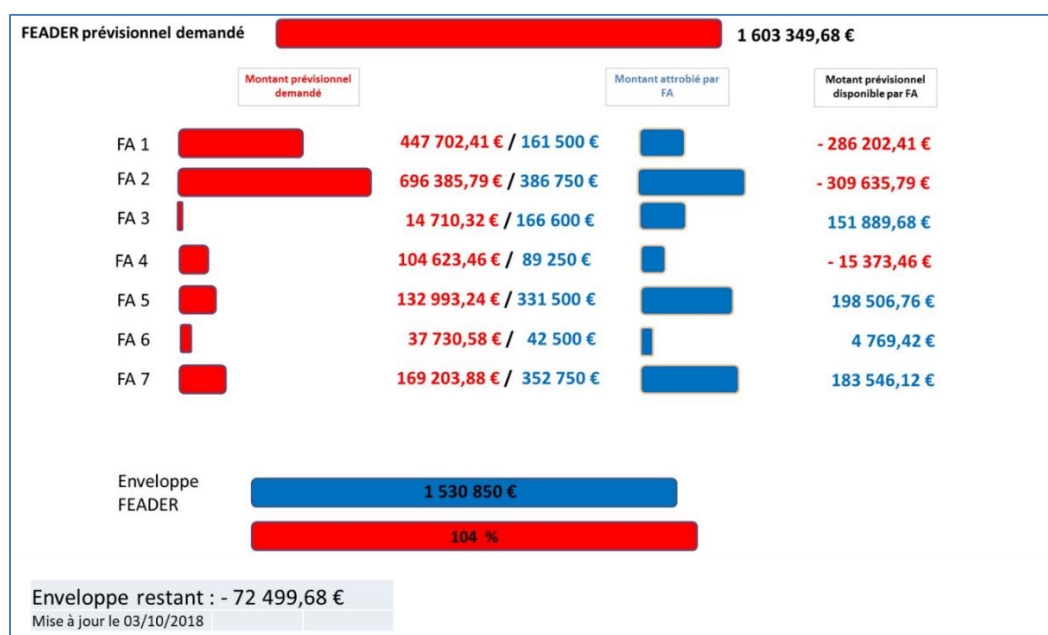 FEADER prévisionnel demandé 1 603 349,68 €
Montant prévisionnel
demandé
Montant attrobié par
FA
Motant prévisionnel
disponible par FA
FA 1 447 702,41 € / 161 500 € - 286 202,41 €
FA 2 696 385,79 € / 386 750 € - 309 635,79 €
FA 3 14 710,32 € / 166 600 € 151 889,68 €
FA 4 104 623,46 € / 89 250 € - 15 373,46 €
FA 5 132 993,24 € / 331 500 € 198 506,76 €
FA 6 37 730,58 € / 42 500 € 4 769,42 €
FA 7 169 203,88 € / 352 750 € 183 546,12 €
Enveloppe
FEADER
1 530 850 €
104 %
Enveloppe restant : - 72 499,68 €
Mise à jour le 03/10/2018